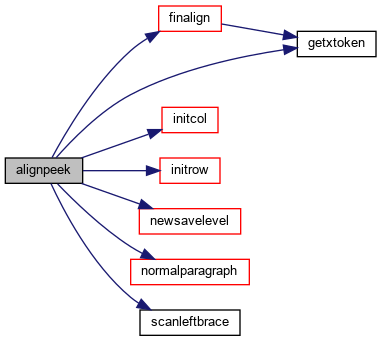 finalign
getxtoken
initcol
alignpeek
initrow
newsavelevel
normalparagraph
scanleftbrace